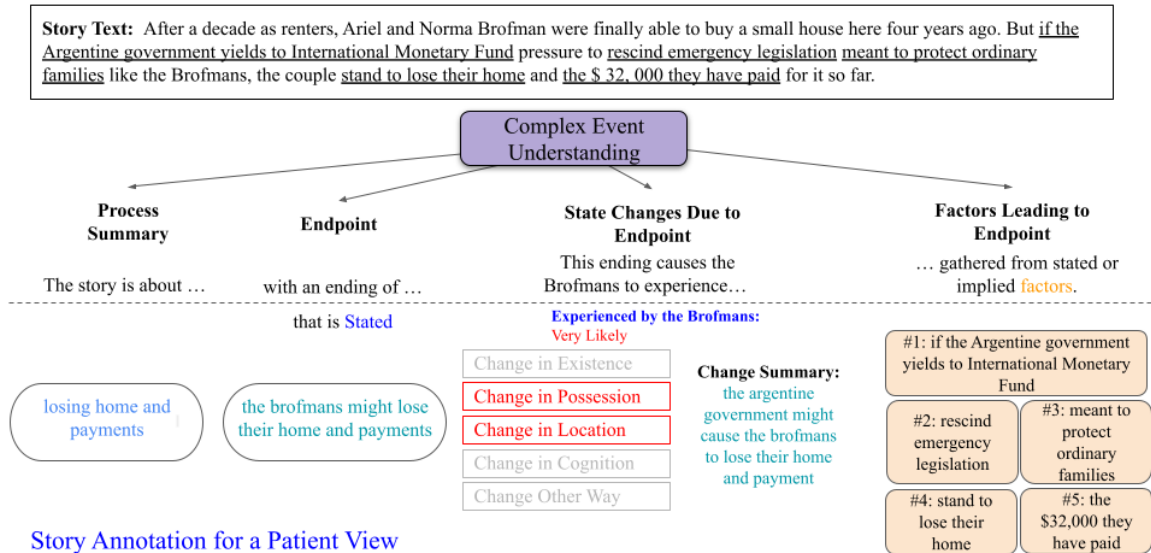 Story Text: After a decade as renters, Ariel and Norma Brofman were finally able to buy a small house here four years ago. But if the
Argentine government yields to International Monetary Fund pressure to rescind emergency legislation meant to protect ordinary
families like the Brofmans, the couple stand to lose their home and the $ 32, 000 they have paid for it so far.
Complex Event
Understanding
Process
Summary
Endpoint
State Changes Due to
Endpoint
Factors Leading to
Endpoint
The story is about …
with an ending of …
This ending causes the
Brofmans to experience…
… gathered from stated or
implied factors.
that is Stated
Experienced by the Brofmans:
Very Likely
losing home and
payments
the brofmans might lose
their home and payments
Change in Existence
Change in Possession
Change in Location
Change in Cognition
Change Other Way
Change Summary:
the argentine
government might
cause the brofmans
to lose their home
and payment
#1: if the Argentine government
yields to International Monetary
Fund
#2: rescind
emergency
legislation
#3: meant to
protect
ordinary
families
#4: stand to
lose their
home
#5: the
$32,000 they
have paid
Story Annotation for a Patient View